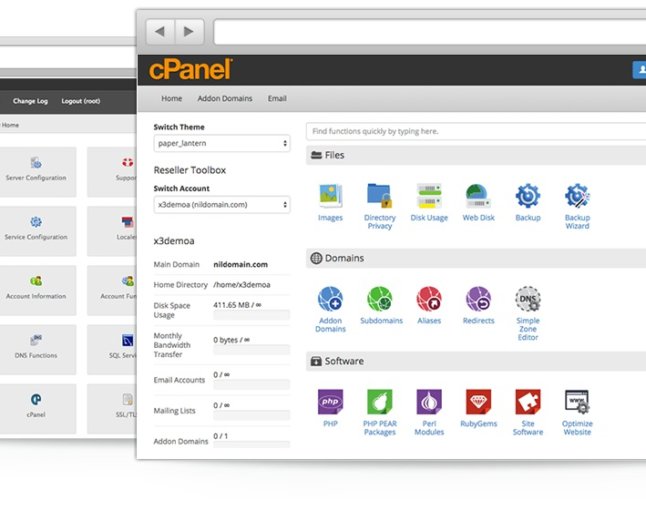 Change Log Logout (root)
Home
Server Configuration
Suppor
Service Configuration
Locale
Account Information
Account Fun
DNS Functions
SQL Servi
cPanel
SSL/TL
cPanel
Home Addon Domains Email
Switch Theme
paper_lantern
Reseller Toolbox
Switch Account
x3demoa (nildomain.com)
x3demoa
Main Domain nildomain.com
Home Directory /home/x3demoa
Disk Space
Usage
411.65 MB / ∞
Monthly
Bandwidth
Transfer
0 bytes / ∞
Email Accounts
0 / ∞
Mailing Lists
0 / ∞
Addon Domains
0 / 1
Find functions quickly by typing here.
Files
Images
Directory
Privacy
Disk Usage
Web Disk
Backup
Backup
Wizard
Domains
Addon
Domains
Subdomains
Aliases
Redirects
DNS
Simple
Zone
Editor
Software
php
PHP
PHP PEAR
Packages
Perl
Modules
RubyGems
Site
Software
www
Optimize
Website